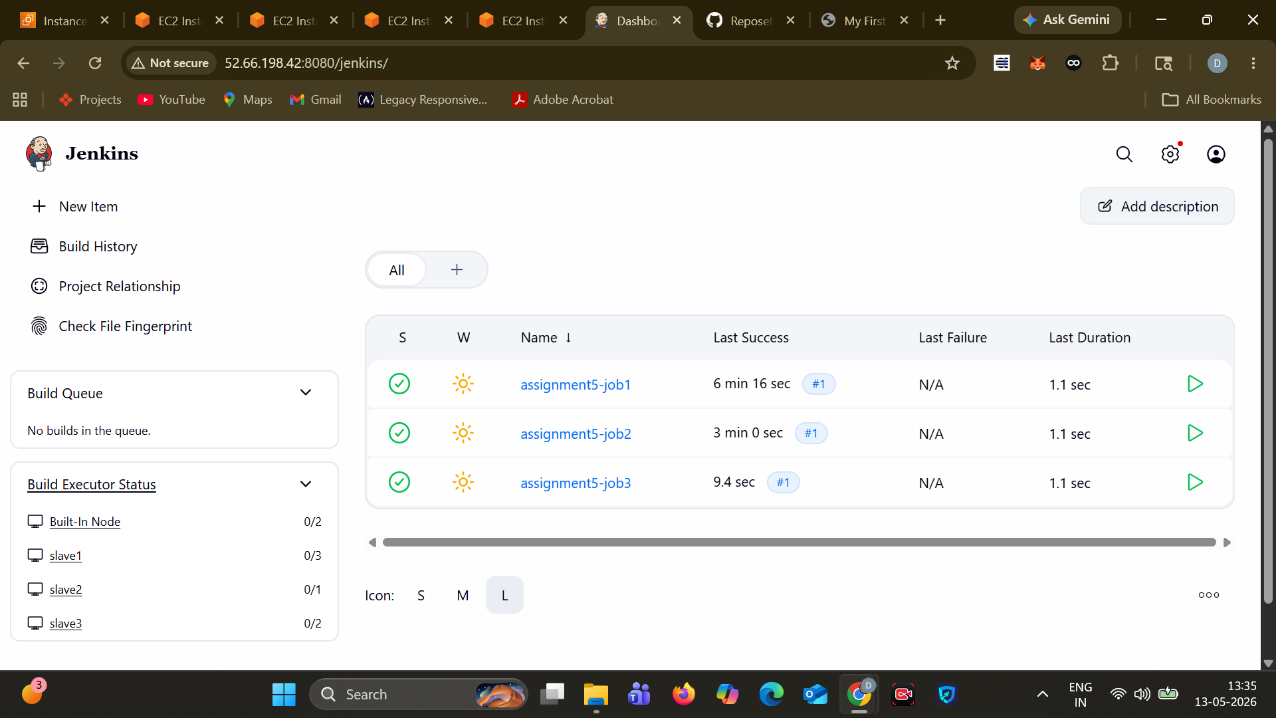 Instance
EC2 Inst
EC2 Inst
EC2 Inst
EC2 Inst
Dashbo
Reposet
My First
Ask Gemini
Not secure
52.66.198.42:8080/jenkins/
D
Projects
YouTube
Maps
Gmail
Legacy Responsive...
Adobe Acrobat
All Bookmarks
Jenkins
New Item
Add description
Build History
All
Project Relationship
Check File Fingerprint
S W Name ↓ Last Success Last Failure Last Duration
assignment5-job1 6 min 16 sec #1 N/A 1.1 sec
assignment5-job2 3 min 0 sec #1 N/A 1.1 sec
assignment5-job3 9.4 sec #1 N/A 1.1 sec
Build Queue
No builds in the queue.
Build Executor Status
Built-In Node 0/2
slave1 0/3
slave2 0/1
slave3 0/2
Icon: S M L
3
Search
D
ENG
IN
13:35
13-05-2026